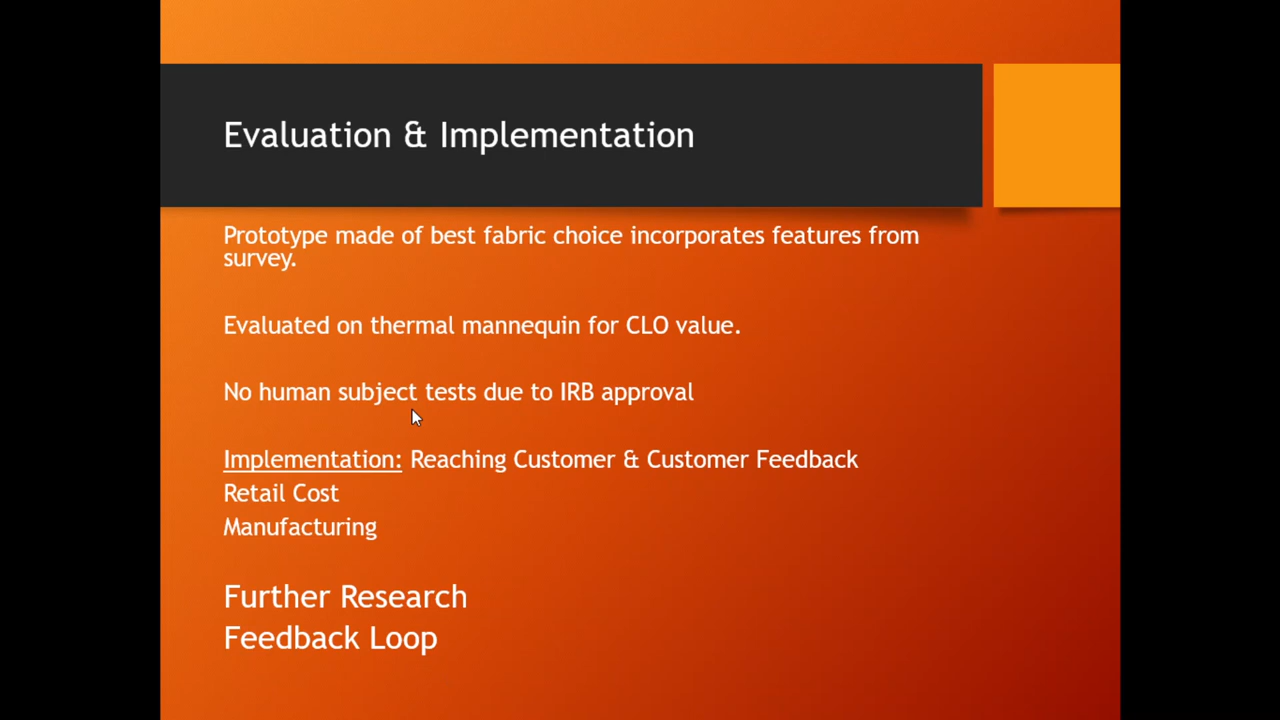 Evaluation & Implementation
Prototype made of best fabric choice incorporates features from
survey.
Evaluated on thermal mannequin for CLO value.
No human subject tests due to IRB approval
Implementation: Reaching Customer & Customer Feedback
Retail Cost
Manufacturing
Further Research
Feedback Loop